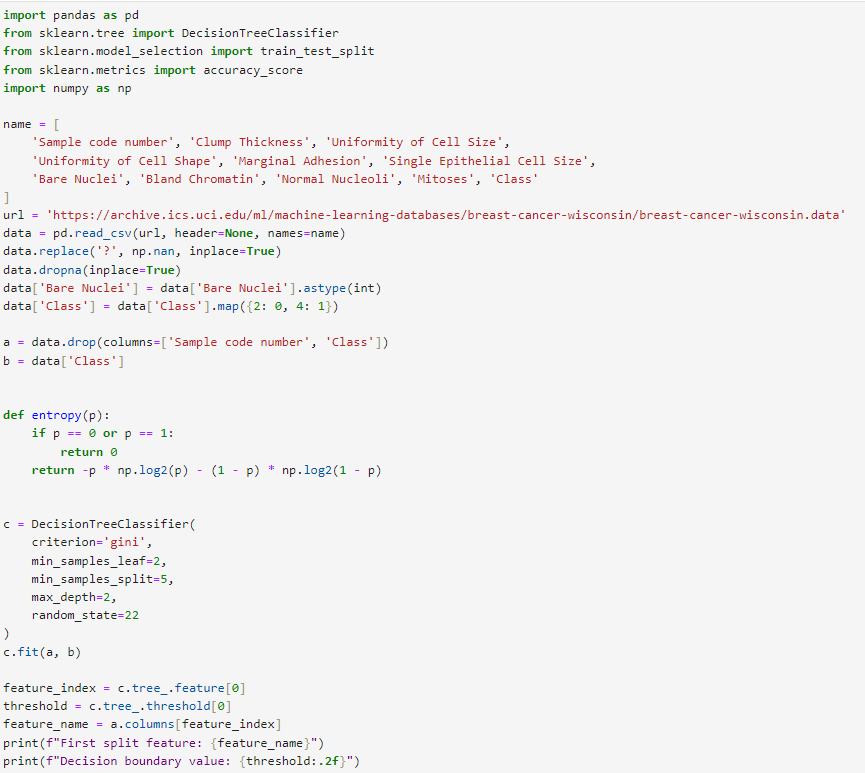 import pandas as pd
from sklearn.tree import DecisionTreeClassifier
from sklearn.model_selection import train_test_split
from sklearn.metrics import accuracy_score
import numpy as np

name = [
    'Sample code number', 'Clump Thickness', 'Uniformity of Cell Size',
    'Uniformity of Cell Shape', 'Marginal Adhesion', 'Single Epithelial Cell Size',
    'Bare Nuclei', 'Bland Chromatin', 'Normal Nucleoli', 'Mitoses', 'Class'
]
url = 'https://archive.ics.uci.edu/ml/machine-learning-databases/breast-cancer-wisconsin/breast-cancer-wisconsin.data'
data = pd.read_csv(url, header=None, names=name)
data.replace('?', np.nan, inplace=True)
data.dropna(inplace=True)
data['Bare Nuclei'] = data['Bare Nuclei'].astype(int)
data['Class'] = data['Class'].map({2: 0, 4: 1})

a = data.drop(columns=['Sample code number', 'Class'])
b = data['Class']


def entropy(p):
    if p == 0 or p == 1:
        return 0
    return -p * np.log2(p) - (1 - p) * np.log2(1 - p)


c = DecisionTreeClassifier(
    criterion='gini',
    min_samples_leaf=2,
    min_samples_split=5,
    max_depth=2,
    random_state=22
)
c.fit(a, b)

feature_index = c.tree_.feature[0]
threshold = c.tree_.threshold[0]
feature_name = a.columns[feature_index]
print(f"First split feature: {feature_name}")
print(f"Decision boundary value: {threshold:.2f}")